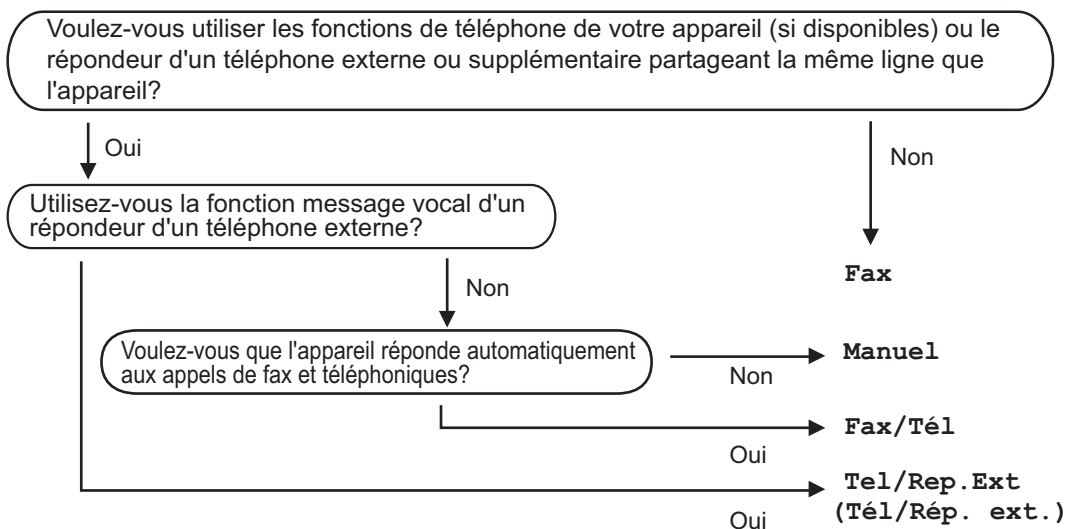 Voulez-vous utiliser les fonctions de téléphone de votre appareil (si disponibles) ou le
répondeur d'un téléphone externe ou supplémentaire partageant la même ligne que
l'appareil?
Oui
Non
Utilisez-vous la fonction message vocal d'un
répondeur d'un téléphone externe?
Fax
Non
Voulez-vous que l'appareil réponde automatiquement
aux appels de fax et téléphoniques?
Manuel
Non
Fax/Tél
Oui
Tel/Rep.Ext
(Tél/Rép. ext.)
Oui